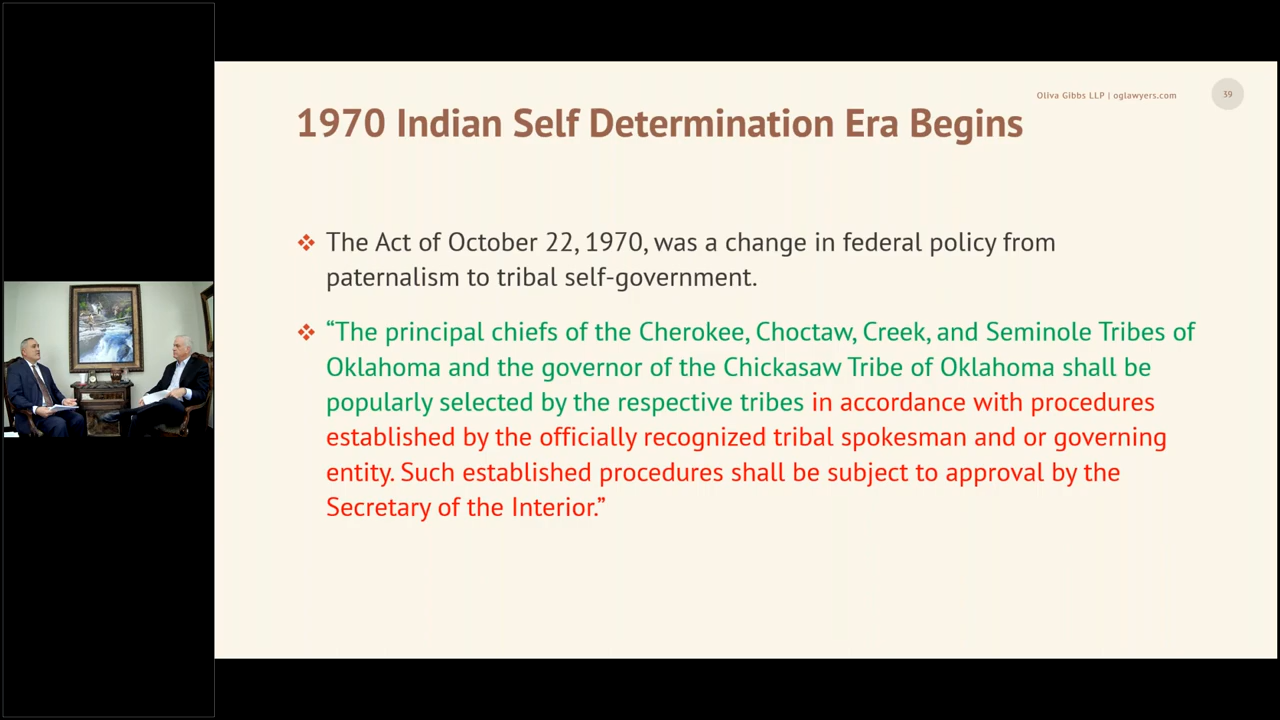 Oliva Gibbs LLP | oglawyers.com
39
1970 Indian Self Determination Era Begins
The Act of October 22, 1970, was a change in federal policy from
paternalism to tribal self-government.
“The principal chiefs of the Cherokee, Choctaw, Creek, and Seminole Tribes of
Oklahoma and the governor of the Chickasaw Tribe of Oklahoma shall be
popularly selected by the respective tribes in accordance with procedures
established by the officially recognized tribal spokesman and or governing
entity. Such established procedures shall be subject to approval by the
Secretary of the Interior.”